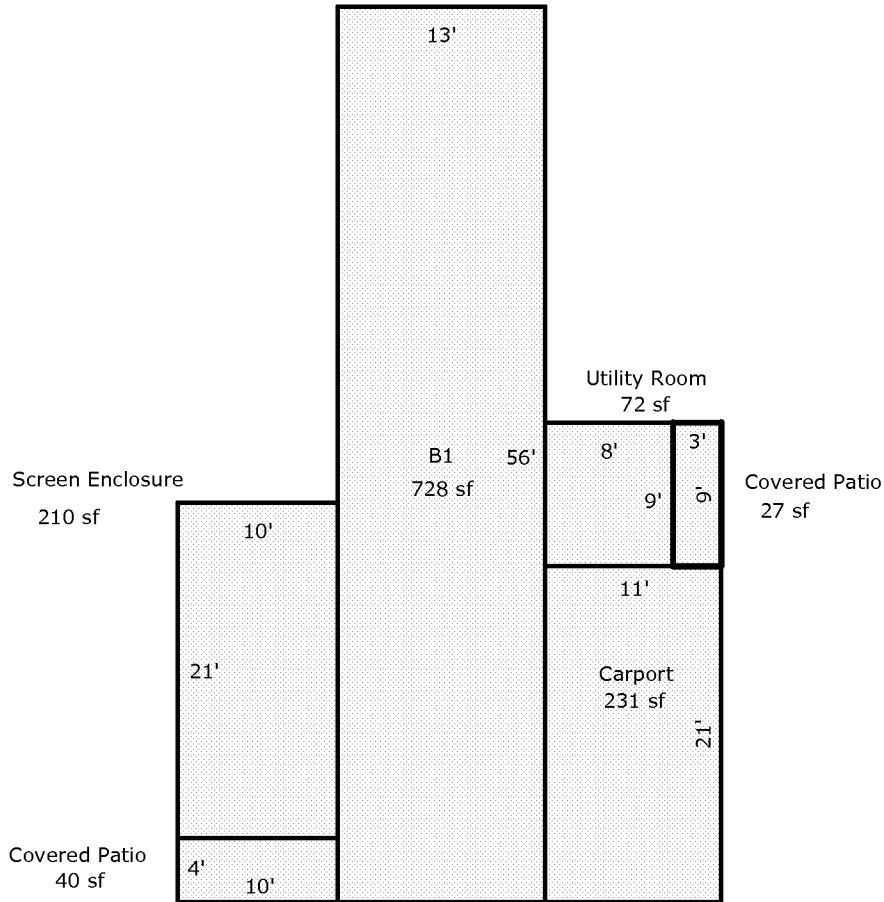 13'
Utility Room
72 sf
8'
3'
B1
56'
728 sf
9'
9'
Covered Patio
27 sf
Screen Enclosure
210 sf
10'
11'
21'
Carport
231 sf
21'
Covered Patio
40 sf
4'
10'